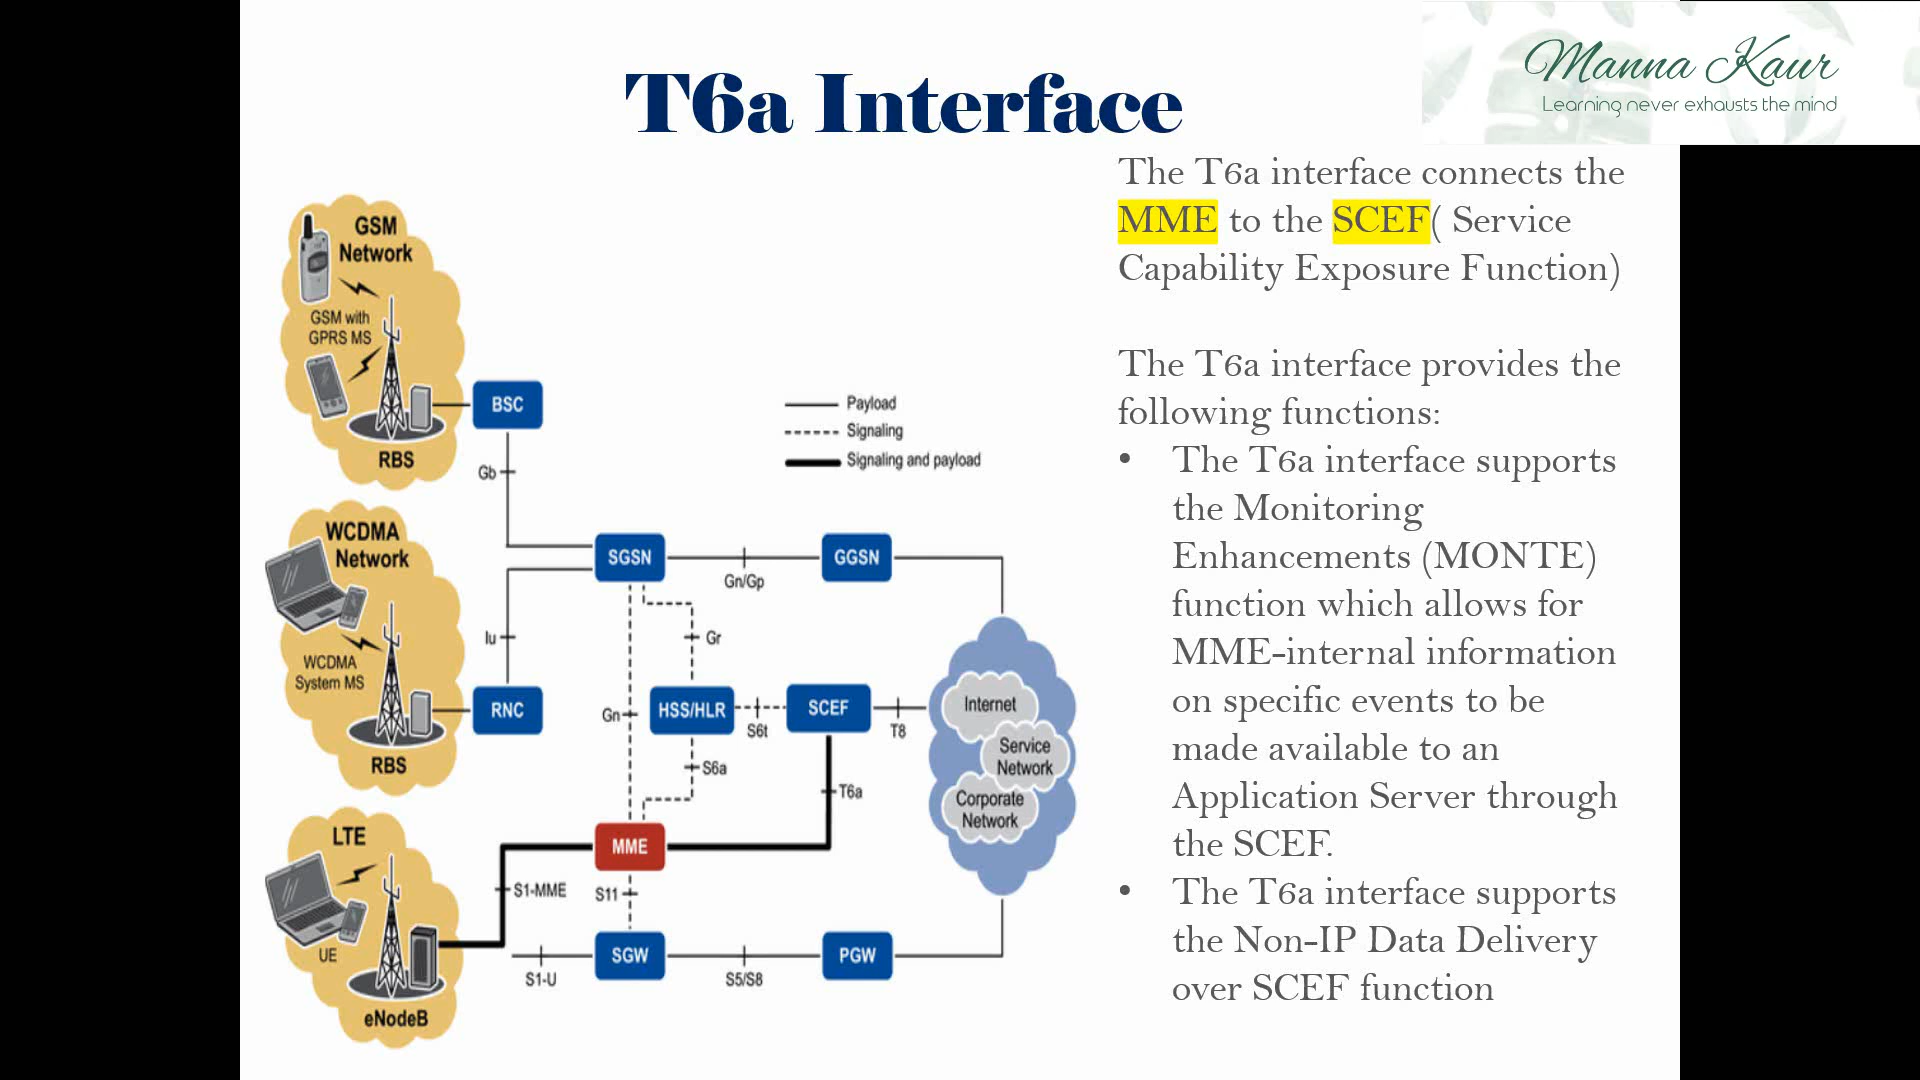 T6a Interface
Manna Kaur
Learning never exhausts the mind
The T6a interface connects the
MME to the SCEF( Service
Capability Exposure Function)
The T6a interface provides the
following functions:
• The T6a interface supports
the Monitoring
Enhancements (MONTE)
function which allows for
MME-internal information
on specific events to be
made available to an
Application Server through
the SCEF.
• The T6a interface supports
the Non-IP Data Delivery
over SCEF function
GSM
Network
GSM with
GPRS MS
RBS
BSC
Gb
Payload
Signaling
Signaling and payload
WCDMA
Network
WCDMA
System MS
RBS
RNC
Iu
SGSN
Gn/Gp
GGSN
Gr
Gn
HSS/HLR
S6t
SCEF
T8
S6a
T6a
Internet
Service
Network
Corporate
Network
LTE
UE
eNodeB
S1-MME
MME
S11
S1-U
SGW
S5/S8
PGW